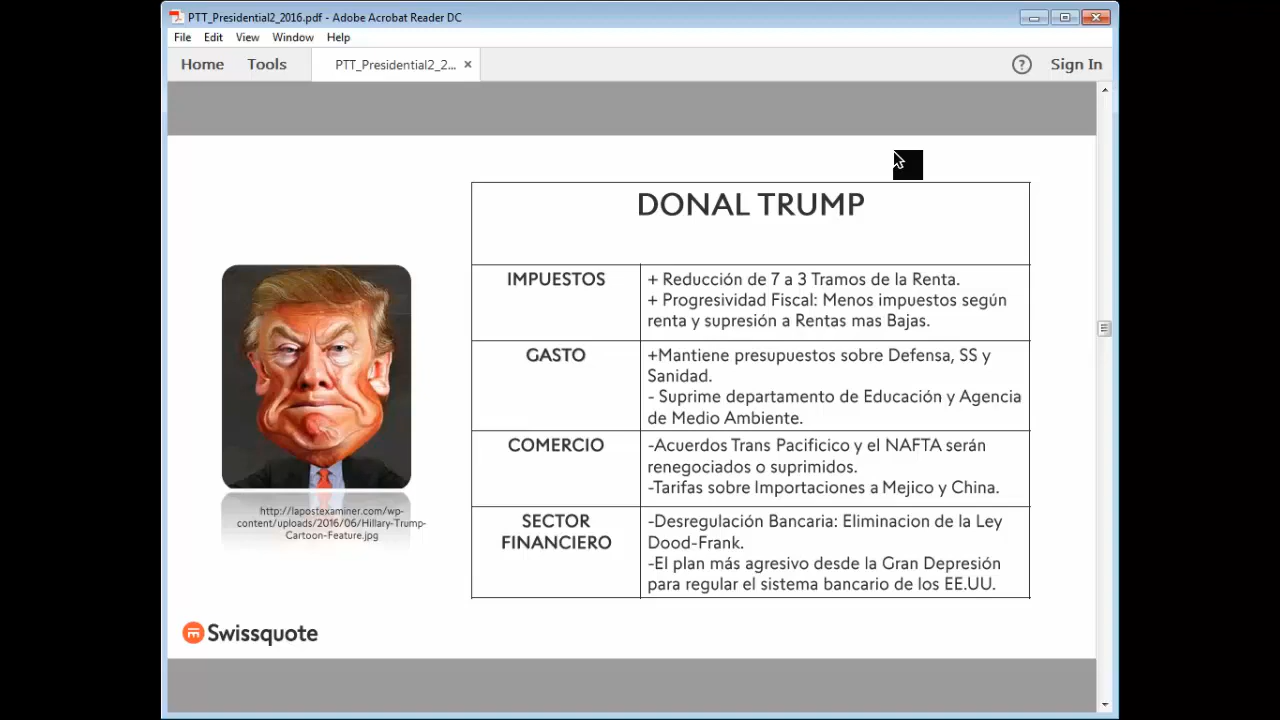 PTT_Presidential2_2016.pdf - Adobe Acrobat Reader DC
File Edit View Window Help
Home Tools PTT_Presidential2_2... × ? Sign In
DONAL TRUMP
IMPUESTOS
+ Reducción de 7 a 3 Tramos de la Renta.
+ Progresividad Fiscal: Menos impuestos según
renta y supresión a Rentas mas Bajas.
GASTO
+Mantiene presupuestos sobre Defensa, SS y
Sanidad.
- Suprime departamento de Educación y Agencia
de Medio Ambiente.
COMERCIO
-Acuerdos Trans Pacificico y el NAFTA serán
renegociados o suprimidos.
-Tarifas sobre Importaciones a Mejico y China.
SECTOR
FINANCIERO
-Desregulación Bancaria: Eliminacion de la Ley
Dood-Frank.
-El plan más agresivo desde la Gran Depresión
para regular el sistema bancario de los EE.UU.
http://lapostexaminer.com/wp-
content/uploads/2016/06/Hillary-Trump-
Cartoon-Feature.jpg
Swissquote